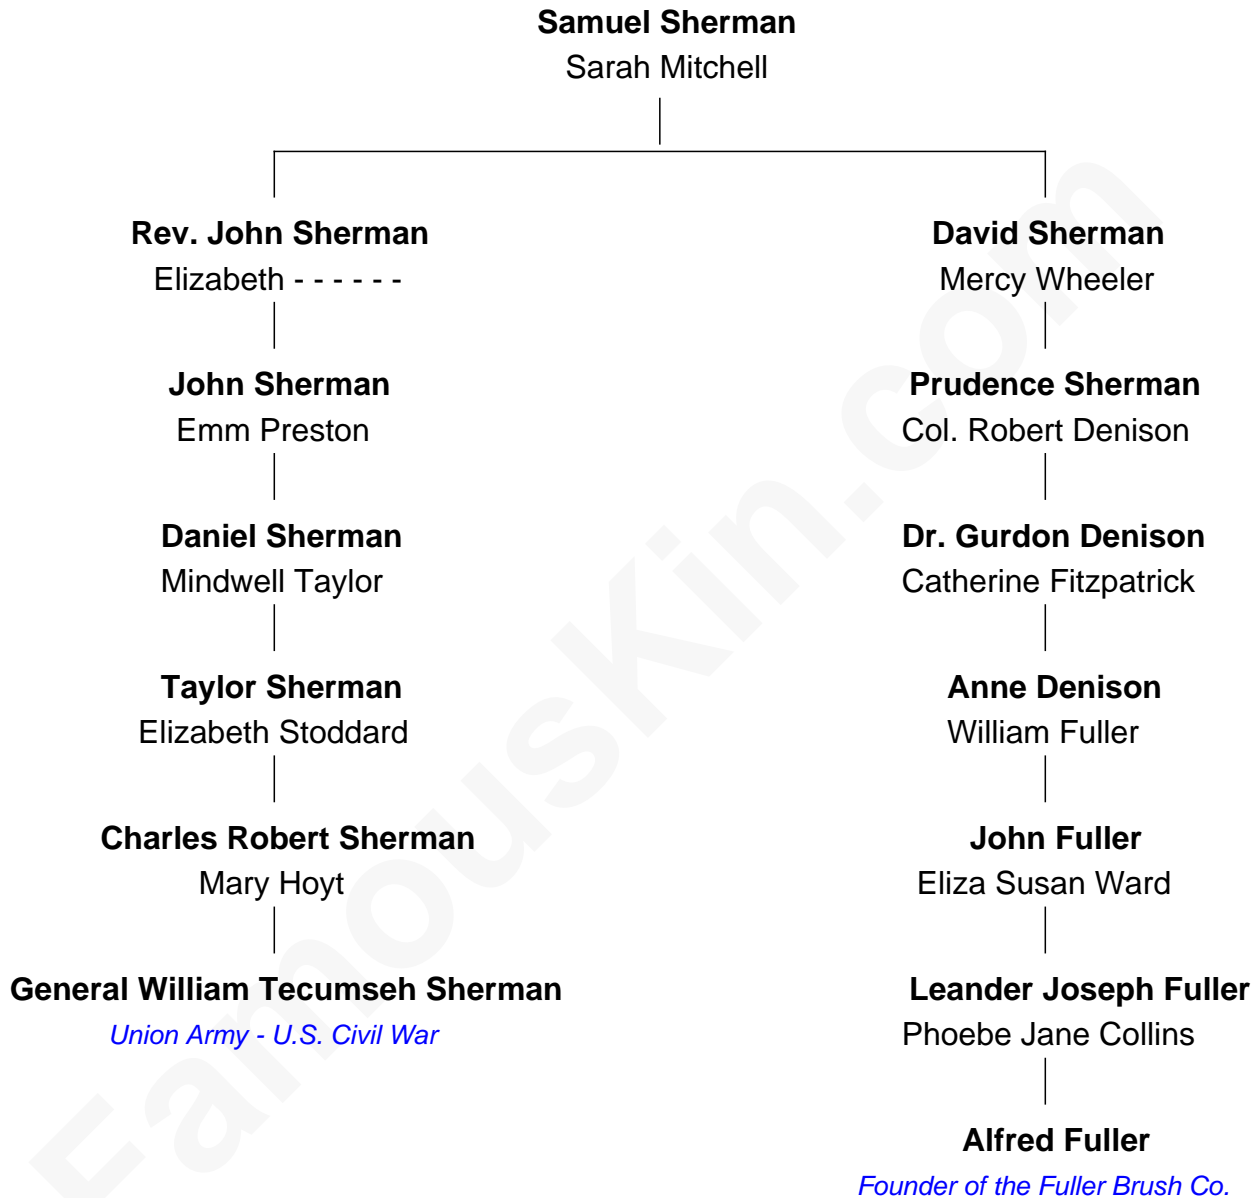 Samuel Sherman
Sarah Mitchell
Rev. John Sherman
Elizabeth - - - - - -
John Sherman
Emm Preston
Daniel Sherman
Mindwell Taylor
Taylor Sherman
Elizabeth Stoddard
Charles Robert Sherman
Mary Hoyt
General William Tecumseh Sherman
Union Army - U.S. Civil War
David Sherman
Mercy Wheeler
Prudence Sherman
Col. Robert Denison
Dr. Gurdon Denison
Catherine Fitzpatrick
Anne Denison
William Fuller
John Fuller
Eliza Susan Ward
Leander Joseph Fuller
Phoebe Jane Collins
Alfred Fuller
Founder of the Fuller Brush Co.
FamousKin.com